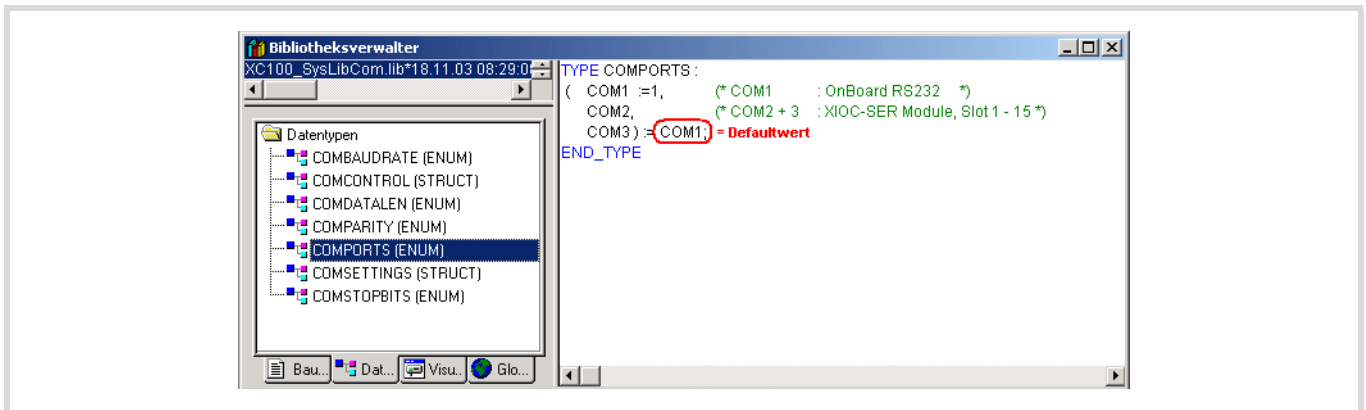 Bibliotheksverwalter
XC100_SysLibCom.lib*18.11.03 08:29:0
Datentypen
COMBAUDRATE (ENUM)
COMCONTROL (STRUCT)
COMDATALEN (ENUM)
COMPARITY (ENUM)
COMPORTS (ENUM)
COMSETTINGS (STRUCT)
COMSTOPBITS (ENUM)
Bau... Dat... Visu.. Glo...
TYPE COMPORTS :
( COM1 :=1, (* COM1 : OnBoard RS232 *)
COM2, (* COM2 + 3 : XIOC-SER Module, Slot 1 - 15 *)
COM3 ) := COM1; = Defaultwert
END_TYPE